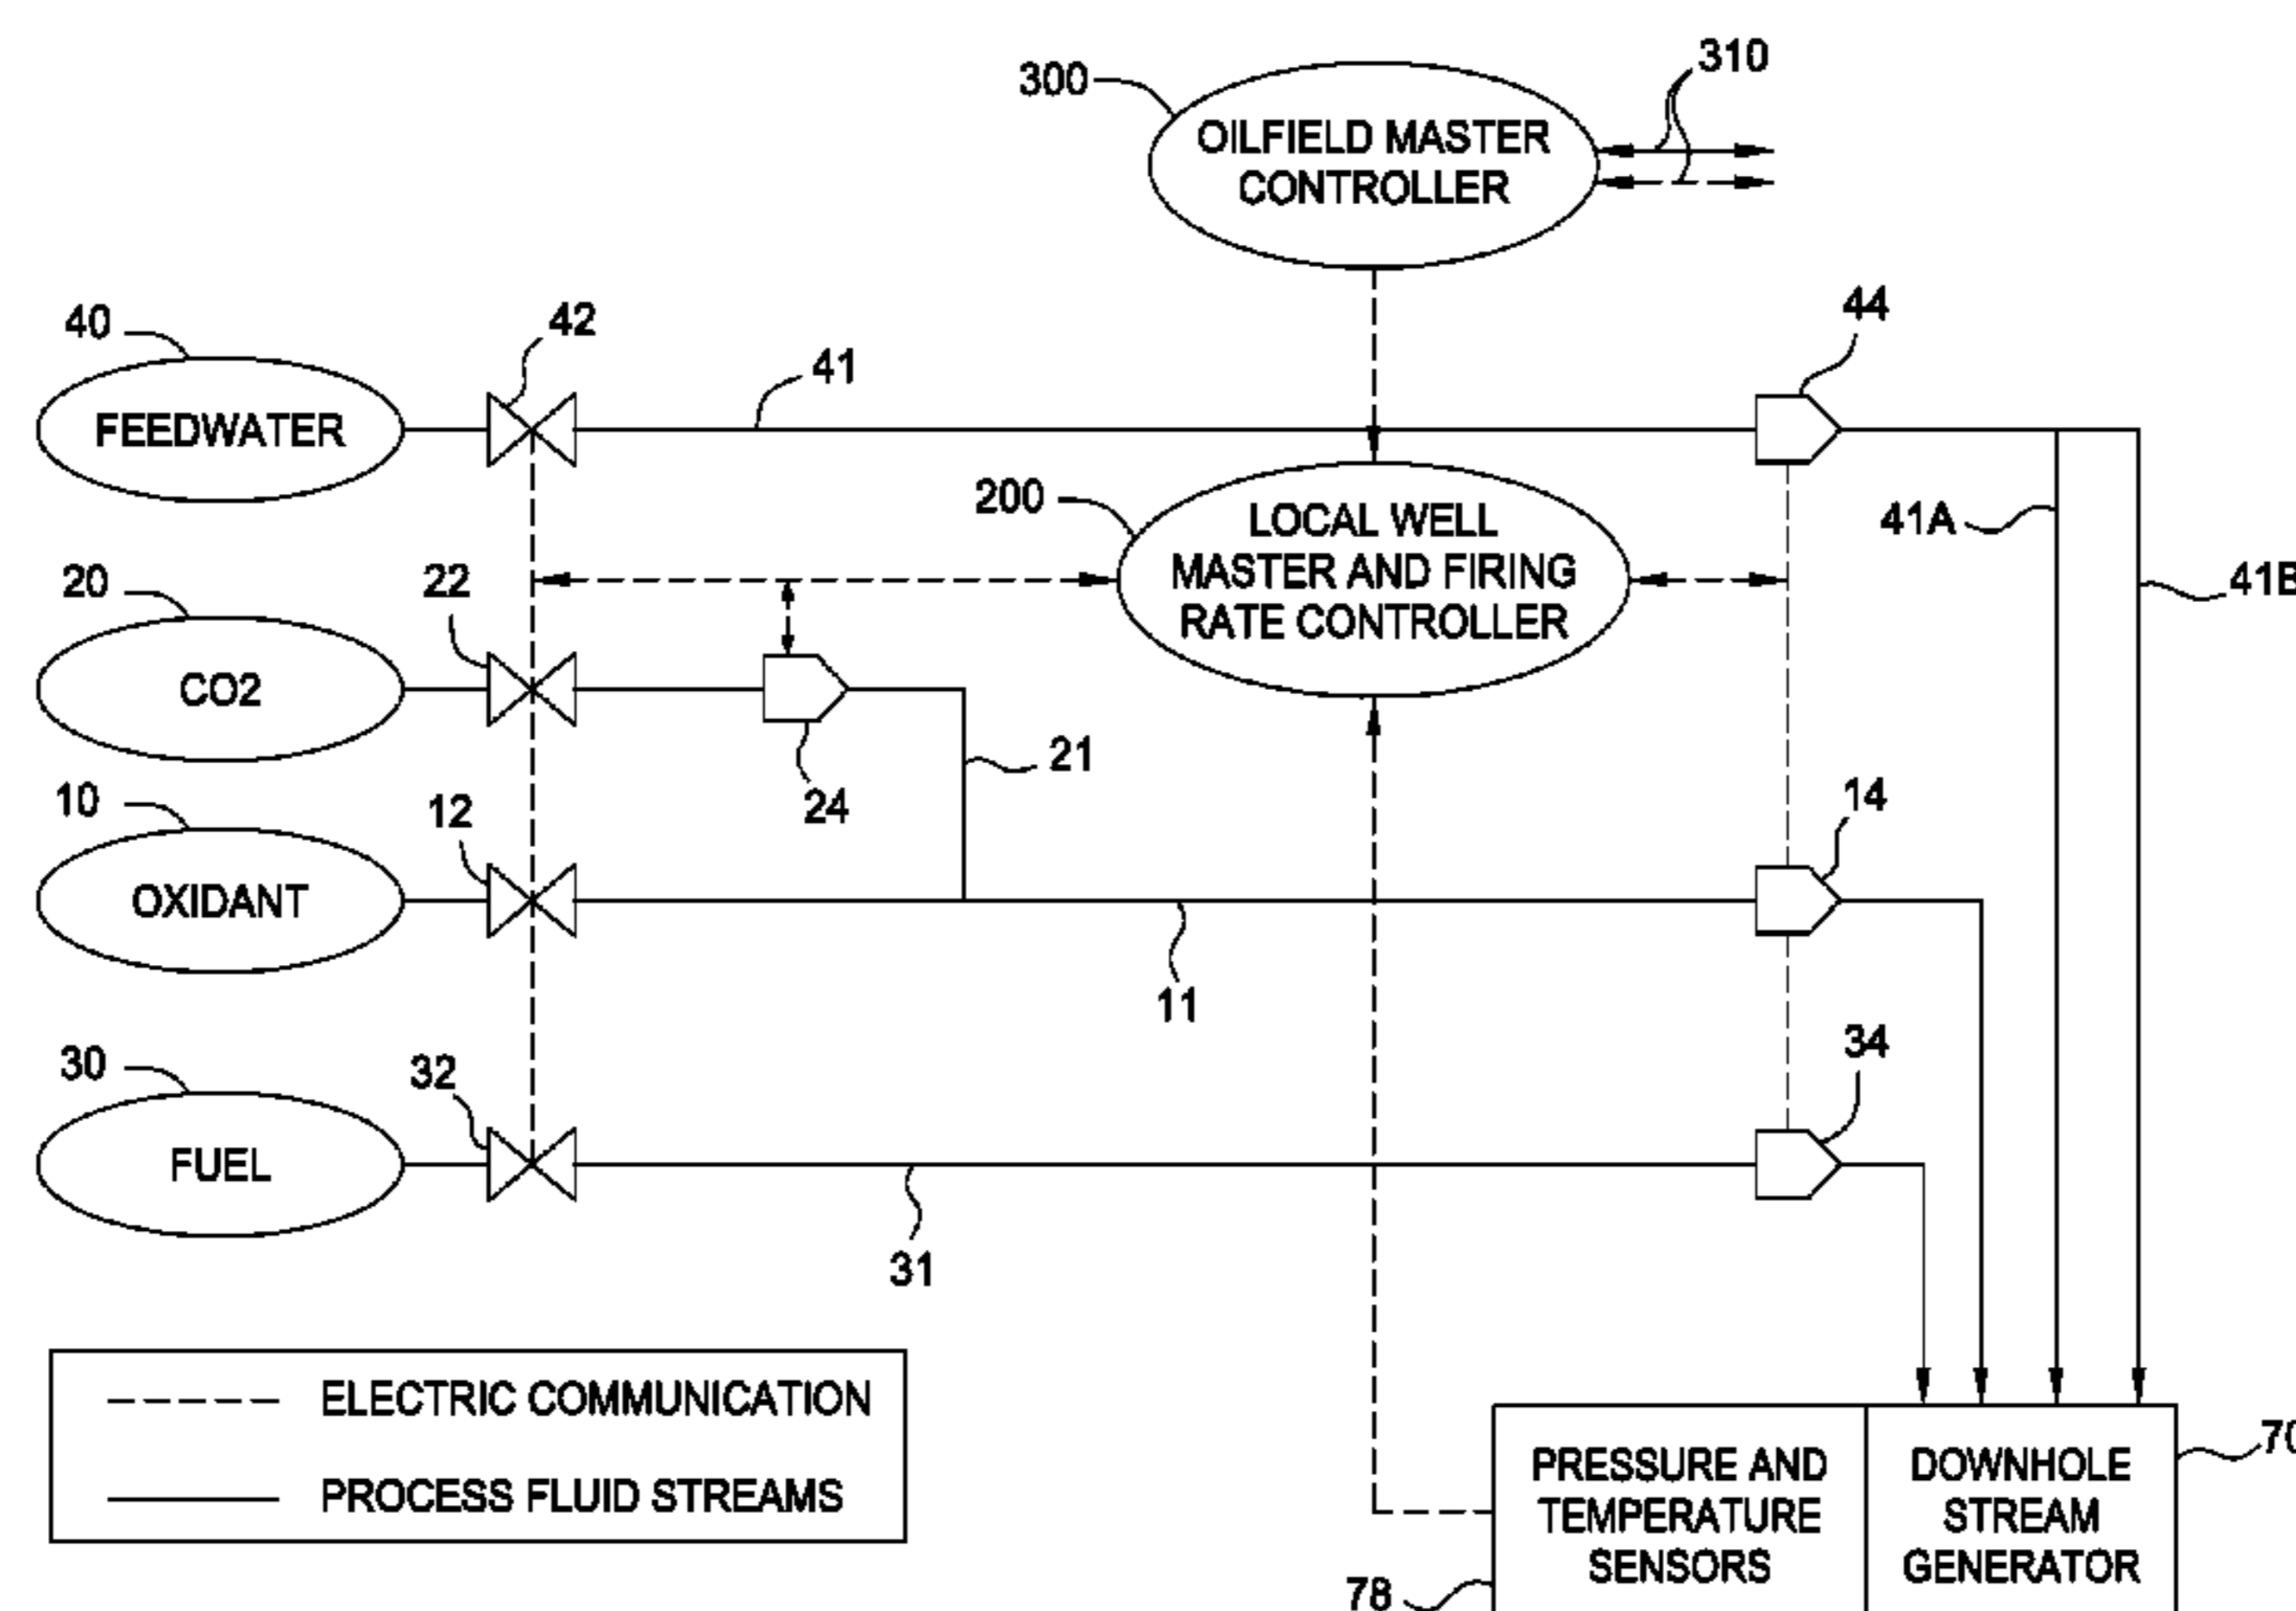 310
300
OILFIELD MASTER
CONTROLLER
44
40
42
41
FEEDWATER
200
LOCAL WELL
MASTER AND FIRING
RATE CONTROLLER
41A
41B
20
22
CO2
21
24
10
12
14
OXIDANT
11
30
32
34
FUEL
31
ELECTRIC COMMUNICATION
PROCESS FLUID STREAMS
PRESSURE AND
TEMPERATURE
SENSORS
78
DOWNHOLE
STREAM
GENERATOR
70